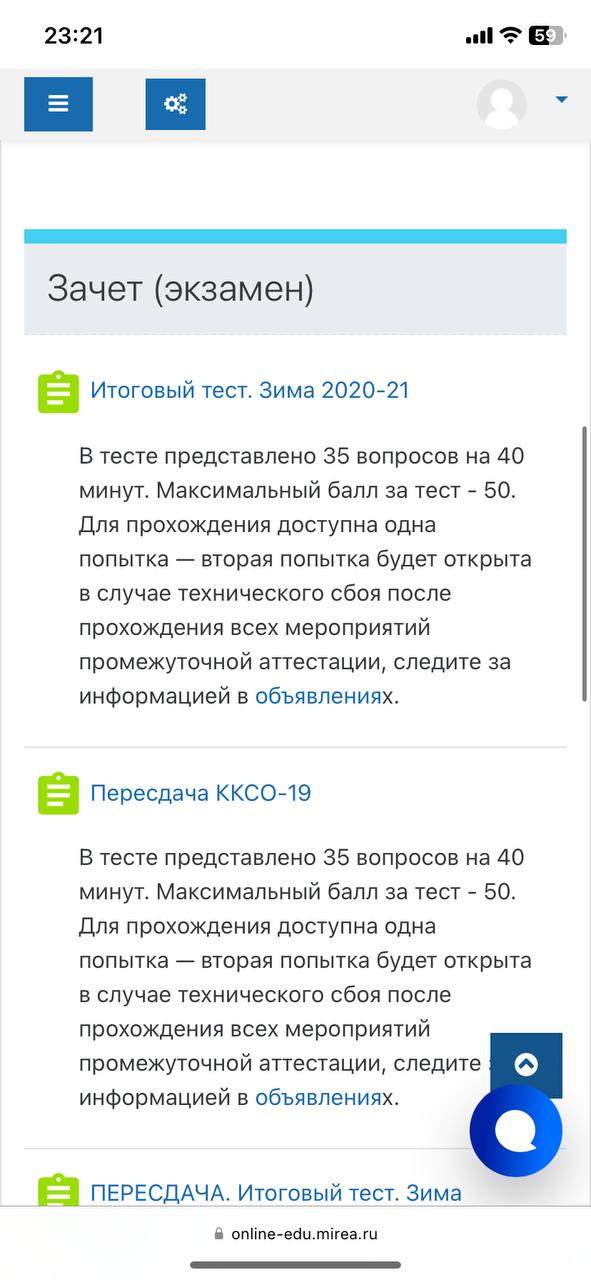 23:21
59
Зачет (экзамен)
Итоговый тест. Зима 2020-21
В тесте представлено 35 вопросов на 40
минут. Максимальный балл за тест - 50.
Для прохождения доступна одна
попытка — вторая попытка будет открыта
в случае технического сбоя после
прохождения всех мероприятий
промежуточной аттестации, следите за
информацией в объявлениях.
Пересдача ККСО-19
В тесте представлено 35 вопросов на 40
минут. Максимальный балл за тест - 50.
Для прохождения доступна одна
попытка — вторая попытка будет открыта
в случае технического сбоя после
прохождения всех мероприятий
промежуточной аттестации, следите
информацией в объявлениях.
ПЕРЕСДАЧА. Итоговый тест. Зима
online-edu.mirea.ru